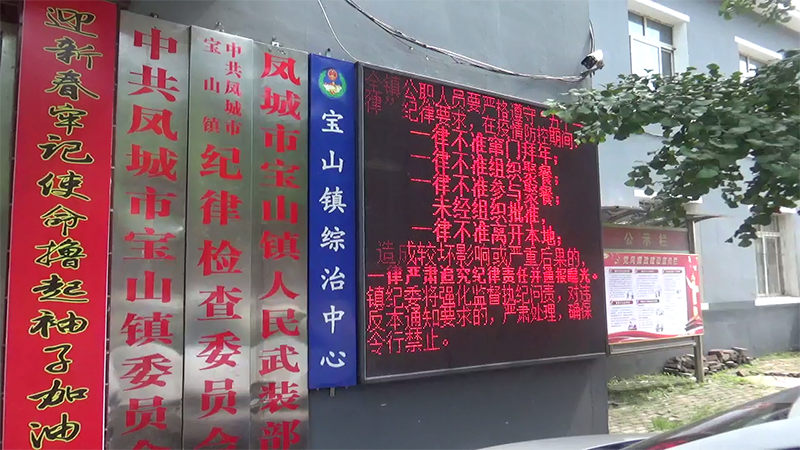 迎新春牢记使命撸起袖子加油
中共凤城市宝山镇委员会
中共凤城市
宝山镇
纪律检查委员会
凤城市宝山镇人民武装部
宝山镇综治中心
全镇公职人员要严格遵守"五个
律"纪律要求，在疫情防控期间
一律不准串门拜年；
一律不准组织聚餐；
一律不准参与聚餐；
未经组织批准，
一律不准离开本地；
造成较坏影响或严重后果的，
一律严肃追究纪律责任并通报曝光。
镇纪委将强化监督执纪问责，对违
反本通知要求的，严肃处理，确保
令行禁止。
公示栏